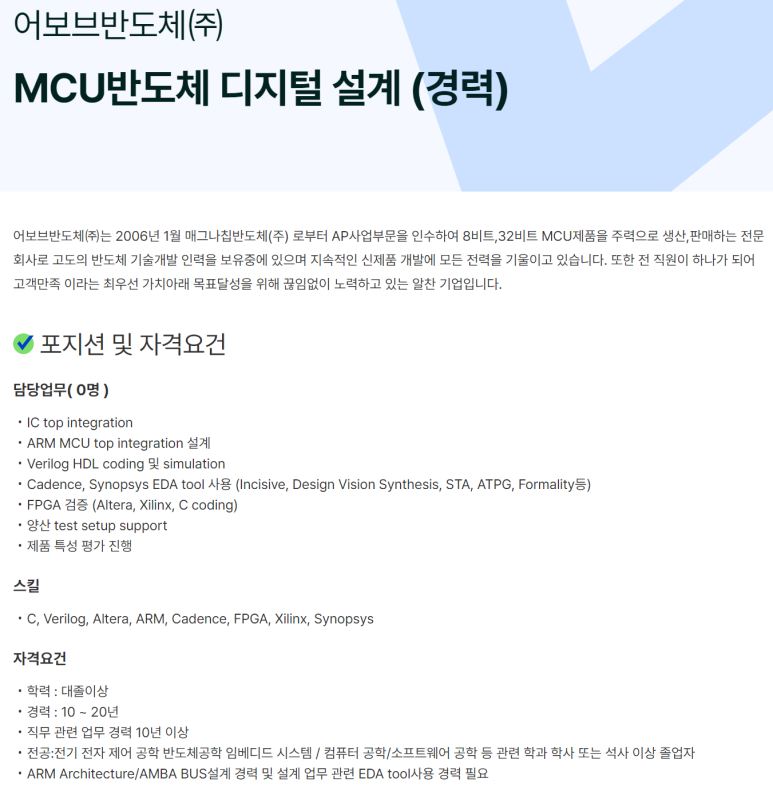 어보브반도체㈜
MCU반도체 디지털 설계 (경력)
어보브반도체㈜는 2006년 1월 매그나칩반도체(주) 로부터 AP사업부문을 인수하여 8비트,32비트 MCU제품을 주력으로 생산,판매하는 전문
회사로 고도의 반도체 기술개발 인력을 보유중에 있으며 지속적인 신제품 개발에 모든 전력을 기울이고 있습니다. 또한 전 직원이 하나가 되어
고객만족 이라는 최우선 가치아래 목표달성을 위해 끊임없이 노력하고 있는 알찬 기업입니다.
포지션 및 자격요건
담당업무( 0명 )
• IC top integration
• ARM MCU top integration 설계
• Verilog HDL coding 및 simulation
• Cadence, Synopsys EDA tool 사용 (Incisive, Design Vision Synthesis, STA, ATPG, Formality등)
• FPGA 검증 (Altera, Xilinx, C coding)
• 양산 test setup support
• 제품 특성 평가 진행
스킬
• C, Verilog, Altera, ARM, Cadence, FPGA, Xilinx, Synopsys
자격요건
• 학력 : 대졸이상
• 경력 : 10 ~ 20년
• 직무 관련 업무 경력 10년 이상
• 전공:전기 전자 제어 공학 반도체공학 임베디드 시스템 / 컴퓨터 공학/소프트웨어 공학 등 관련 학과 학사 또는 석사 이상 졸업자
• ARM Architecture/AMBA BUS설계 경력 및 설계 업무 관련 EDA tool사용 경력 필요